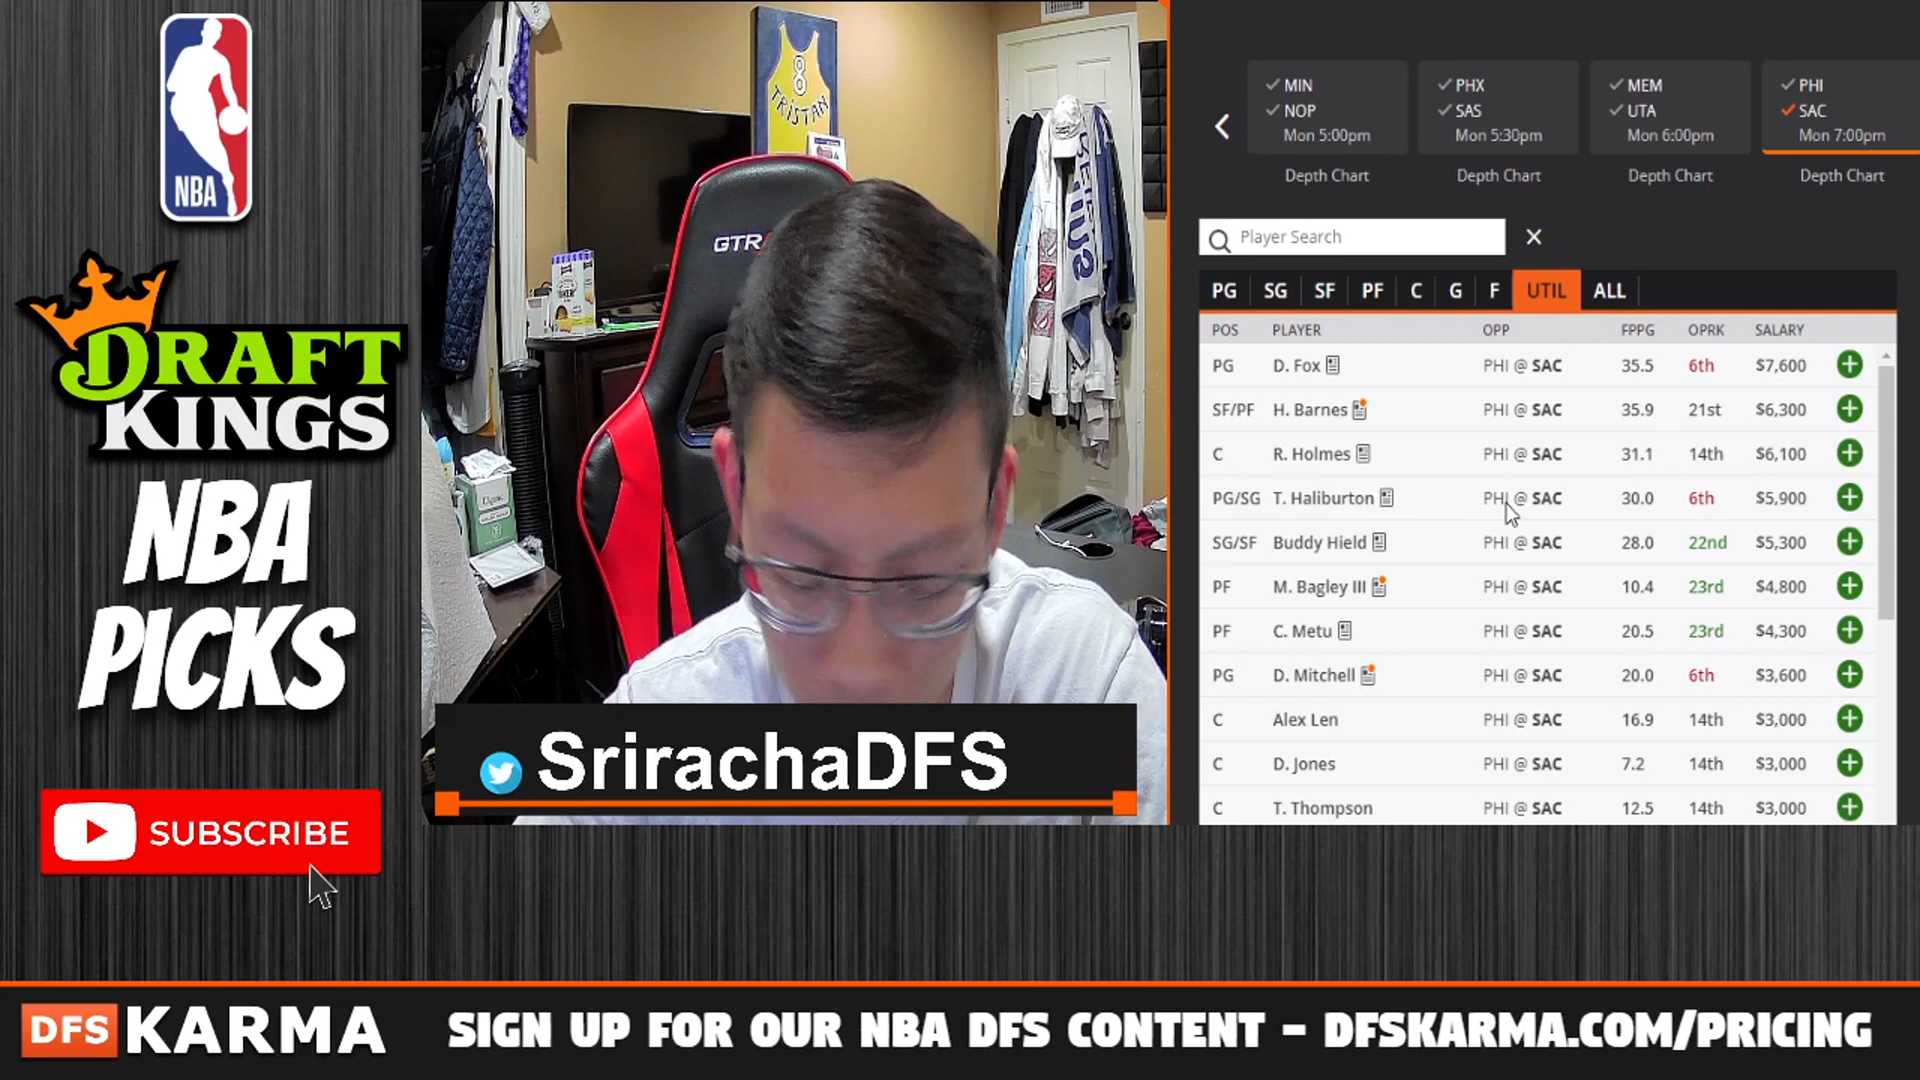 NBA
DRAFT
KINGS
NBA
PICKS
SUBSCRIBE
8
TRISTAN
GTR
SrirachaDFS
MIN
NOP
Mon 5:00pm
Depth Chart
PHX
SAS
Mon 5:30pm
Depth Chart
MEM
UTA
Mon 6:00pm
Depth Chart
PHI
SAC
Mon 7:00pm
Depth Chart
Player Search
PG SG SF PF C G F UTIL ALL
POS PLAYER OPP FPPG OPRK SALARY
PG D. Fox PHI @ SAC 35.5 6th $7,600
SF/PF H. Barnes PHI @ SAC 35.9 21st $6,300
C R. Holmes PHI @ SAC 31.1 14th $6,100
PG/SG T. Haliburton PHI @ SAC 30.0 6th $5,900
SG/SF Buddy Hield PHI @ SAC 28.0 22nd $5,300
PF M. Bagley III PHI @ SAC 10.4 23rd $4,800
PF C. Metu PHI @ SAC 20.5 23rd $4,300
PG D. Mitchell PHI @ SAC 20.0 6th $3,600
C Alex Len PHI @ SAC 16.9 14th $3,000
C D. Jones PHI @ SAC 7.2 14th $3,000
C T. Thompson PHI @ SAC 12.5 14th $3,000
DFS KARMA
SIGN UP FOR OUR NBA DFS CONTENT - DFSKARMA.COM/PRICING